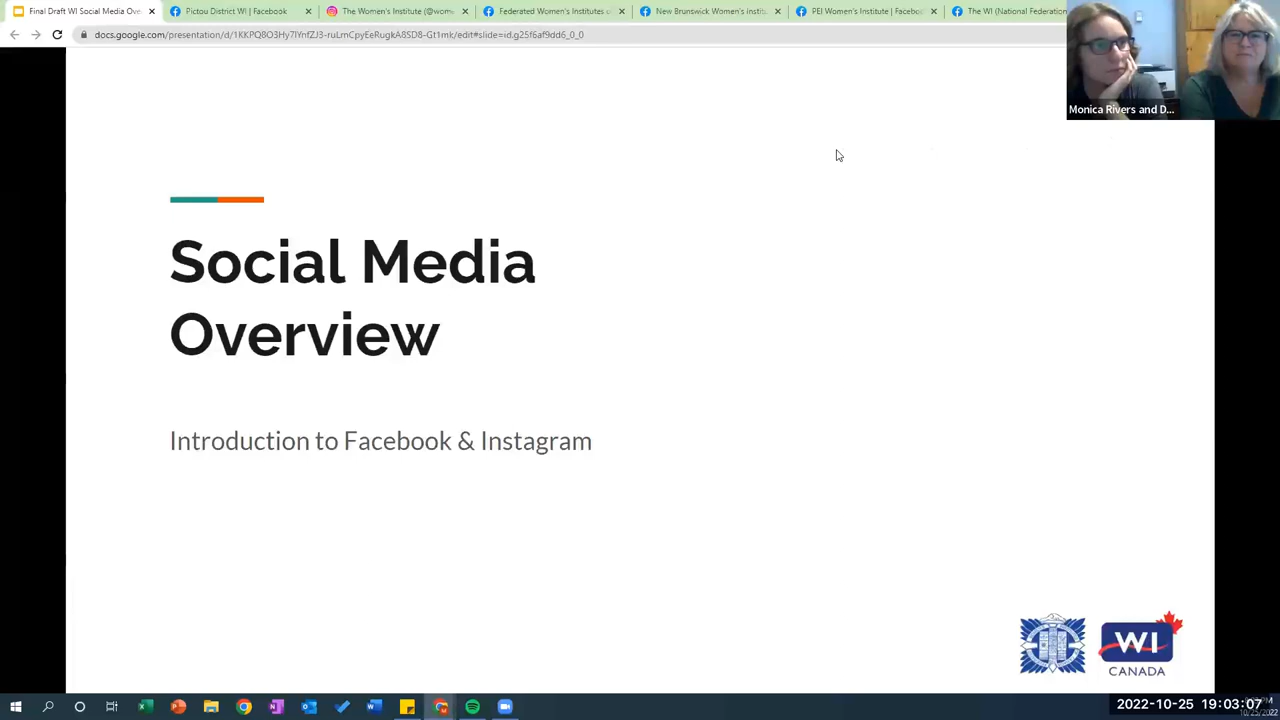 Final Draft WI Social Media Ove
Pictou District WI | Facebook
The Women's Institute (@wom
Federated Women's Institutes o
New Brunswick Women's Instit
PEI Women's Institute | Facebook
The WI (National Federation
docs.google.com/presentation/d/1KKPQ8O3Hy7lYnfZJ3-ruLmCpyEeRugkA8SD8-Gt1mk/edit#slide=id.g25f6af9dd6_0_0
Monica Rivers and D...
Social Media
Overview
Introduction to Facebook & Instagram
WI
CANADA
2022-10-25 19:03:07